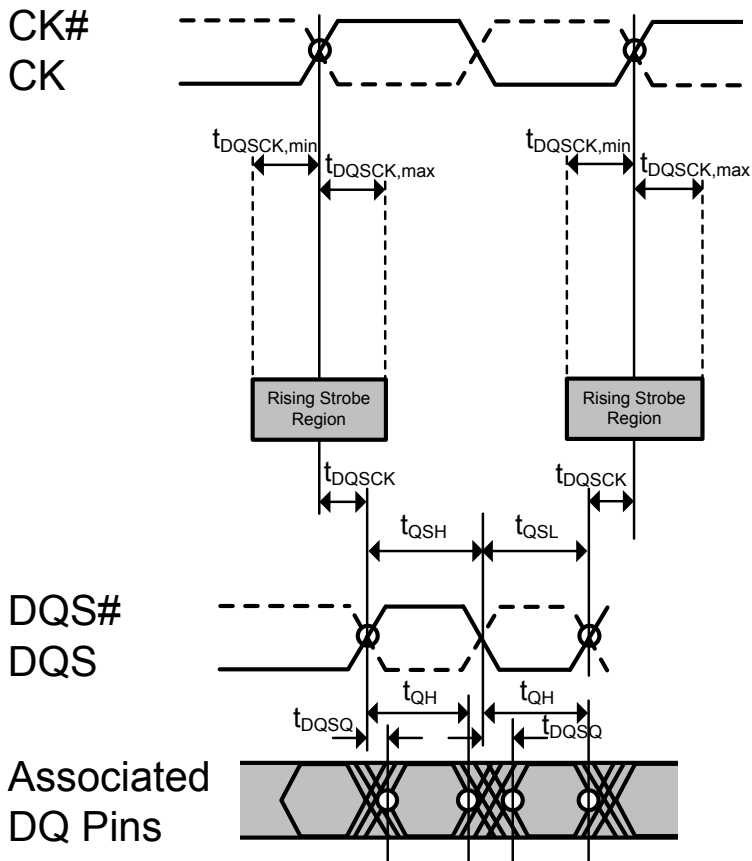 CK#
CK
tDQSCK,min
tDQSCK,max
tDQSCK,min
tDQSCK,max
Rising Strobe
Region
Rising Strobe
Region
tDQSCK
tDQSCK
tQSH
tQSL
DQS#
DQS
tQH
tQH
tDQSQ
tDQSQ
Associated
DQ Pins